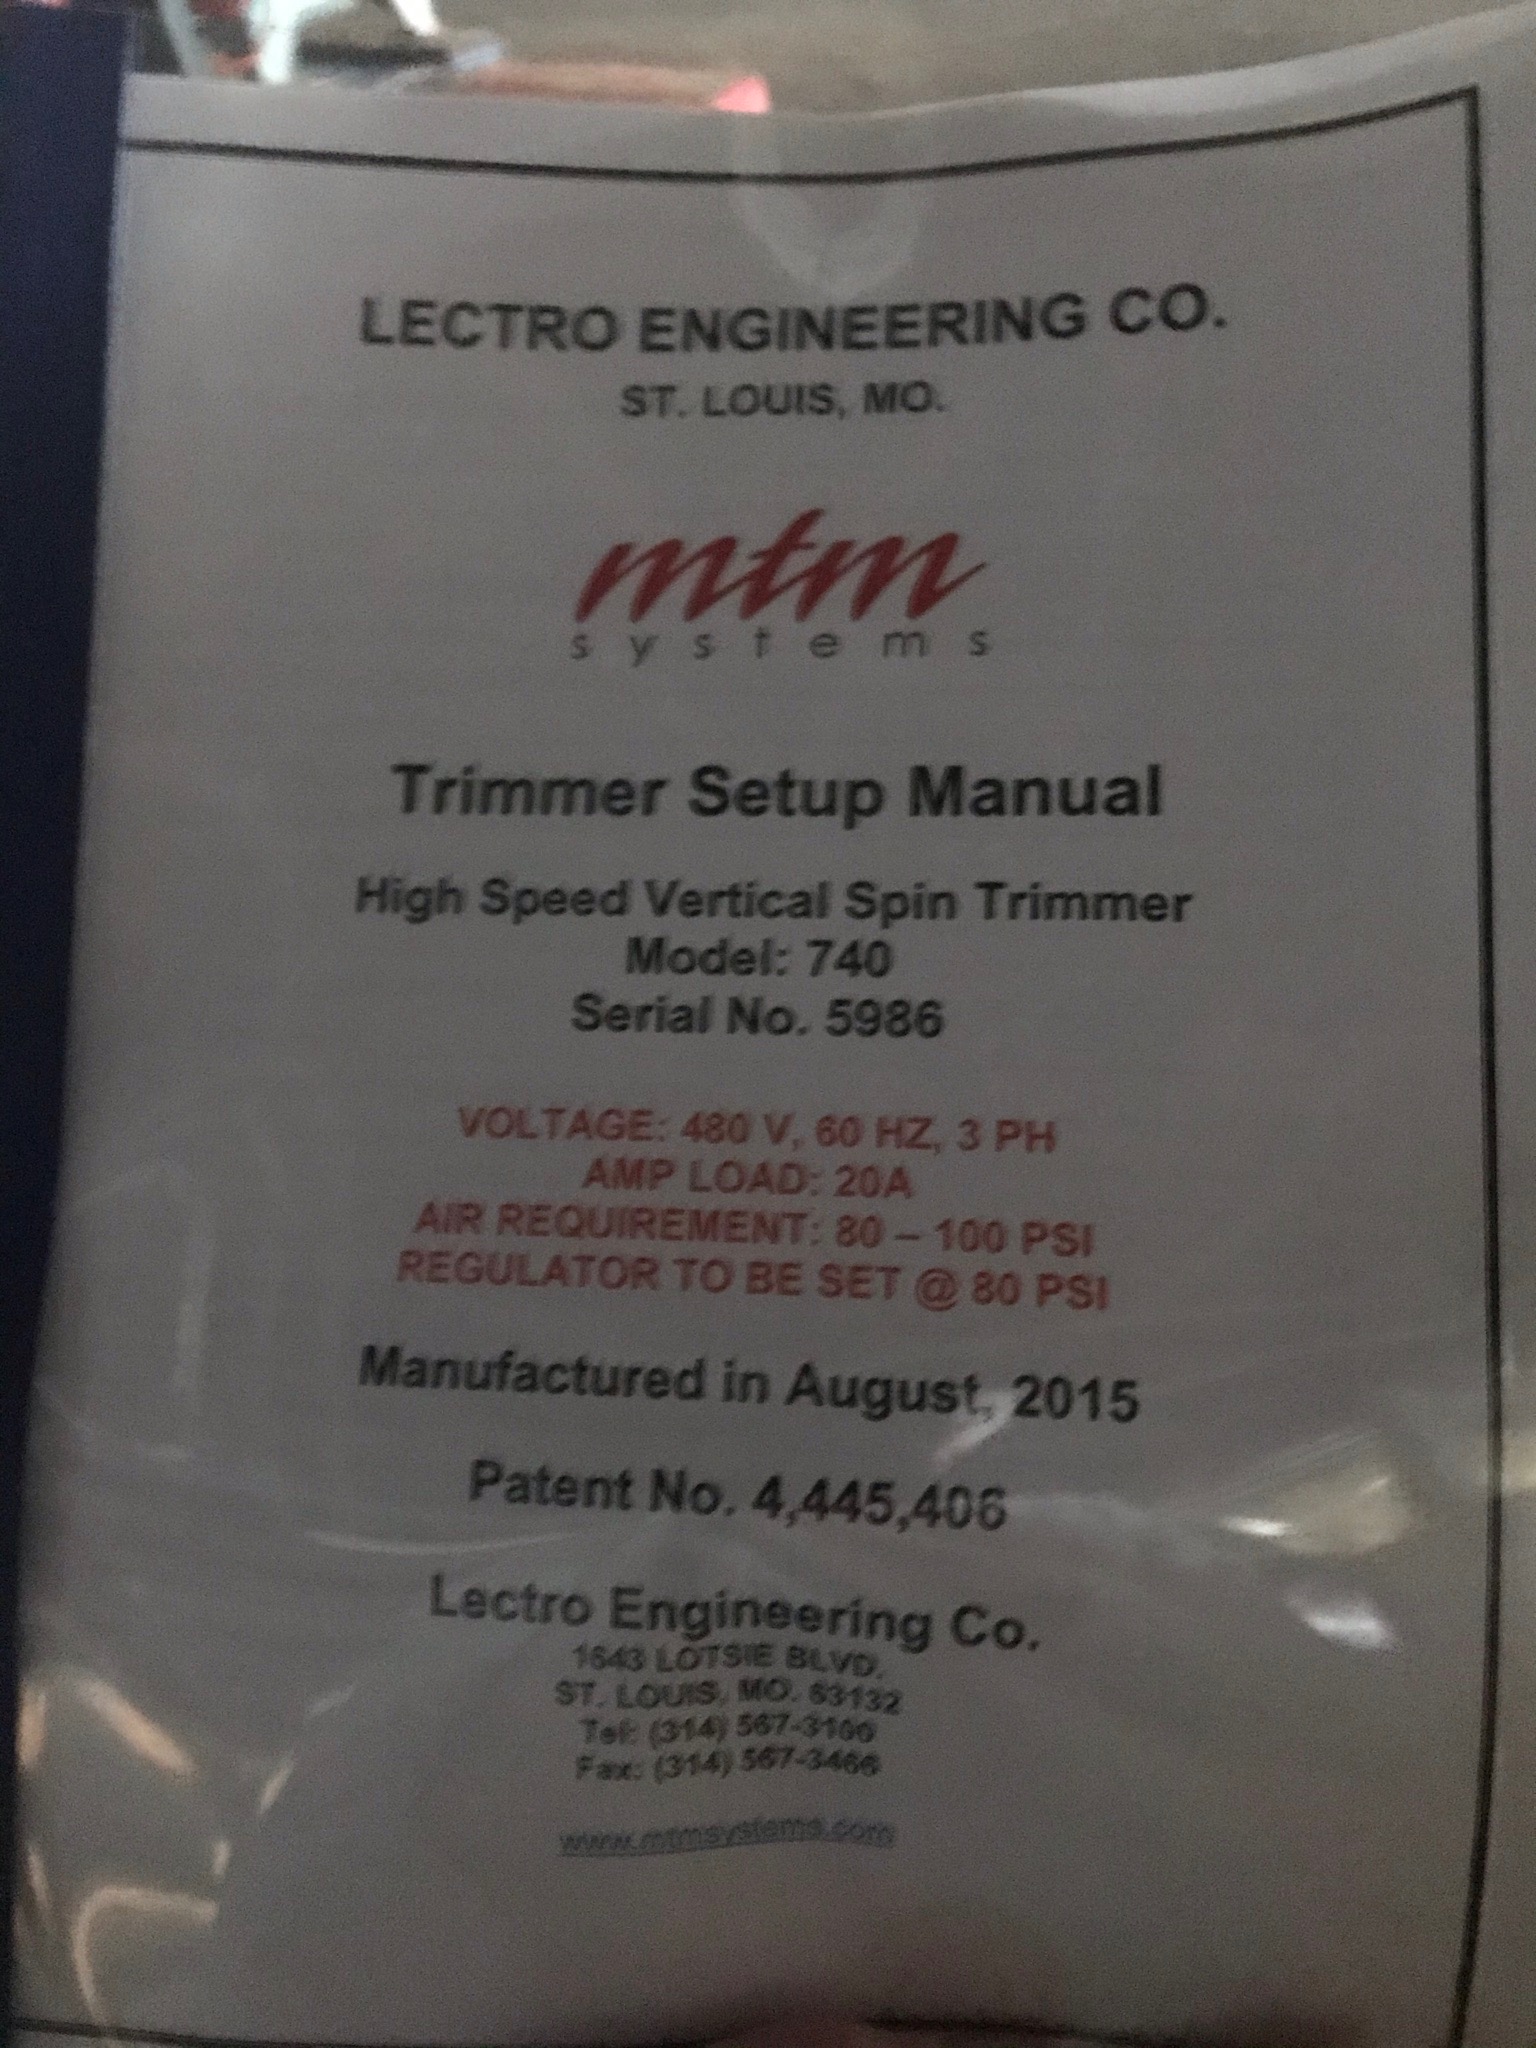 LECTRO ENGINEERING CO.
ST. LOUIS, MO.
mtm
systems
Trimmer Setup Manual
High Speed Vertical Spin Trimmer
Model: 740
Serial No. 5986
VOLTAGE: 480 V, 60 HZ, 3 PH
AMP LOAD: 20A
AIR REQUIREMENT: 80 – 100 PSI
REGULATOR TO BE SET @ 80 PSI
Manufactured in August, 2015
Patent No. 4,445,406
Lectro Engineering Co.
1643 LOTSIE BLVD.
ST. LOUIS, MO. 63132
Tel: (314) 567-3100
Fax: (314) 567-3466
www.mtmsystems.com